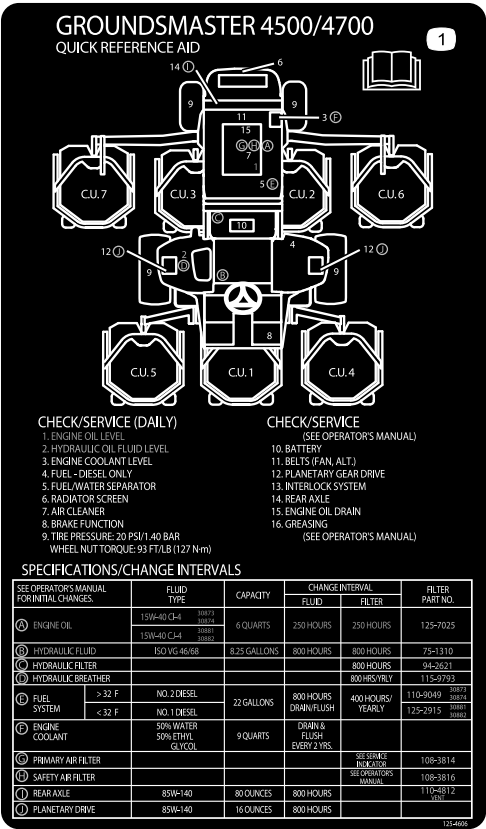 GROUNDSMASTER 4500/4700
QUICK REFERENCE AID
1
14 I
6
9
9
11
3 F
15
G H A
7
1
5 E
C.U. 7
C.U. 3
C.U. 2
C.U. 6
C
10
12 J
2
D
9
B
4
12 J
9
8
C.U. 5
C.U. 1
C.U. 4
CHECK/SERVICE (DAILY)
1. ENGINE OIL LEVEL
2. HYDRAULIC OIL FLUID LEVEL
3. ENGINE COOLANT LEVEL
4. FUEL - DIESEL ONLY
5. FUEL/WATER SEPARATOR
6. RADIATOR SCREEN
7. AIR CLEANER
8. BRAKE FUNCTION
9. TIRE PRESSURE: 20 PSI/1.40 BAR
WHEEL NUT TORQUE: 93 FT/LB (127 N·m)
CHECK/SERVICE
(SEE OPERATOR'S MANUAL)
10. BATTERY
11. BELTS (FAN, ALT.)
12. PLANETARY GEAR DRIVE
13. INTERLOCK SYSTEM
14. REAR AXLE
15. ENGINE OIL DRAIN
16. GREASING
(SEE OPERATOR'S MANUAL)
SPECIFICATIONS/CHANGE INTERVALS
SEE OPERATOR'S MANUAL
FOR INITIAL CHANGES.
FLUID
TYPE
CAPACITY
CHANGE INTERVAL
FLUID
FILTER
FILTER
PART NO.
A ENGINE OIL
15W-40 CJ-4 30873
30874
15W-40 CI-4 30881
30882
6 QUARTS
250 HOURS
250 HOURS
125-7025
B HYDRAULIC FLUID
ISO VG 46/68
8.25 GALLONS
800 HOURS
800 HOURS
75-1310
C HYDRAULIC FILTER
800 HOURS
94-2621
D HYDRAULIC BREATHER
800 HRS/YRLY
115-9793
E FUEL
SYSTEM
> 32 F
NO. 2 DIESEL
< 32 F
NO. 1 DIESEL
22 GALLONS
800 HOURS
DRAIN/FLUSH
400 HOURS/
YEARLY
110-9049 30873
30874
125-2915 30881
30882
F ENGINE
COOLANT
50% WATER
50% ETHYL
GLYCOL
9 QUARTS
DRAIN &
FLUSH
EVERY 2 YRS.
G PRIMARY AIR FILTER
SEE SERVICE
INDICATOR
108-3814
H SAFETY AIR FILTER
SEE OPERATOR'S
MANUAL
108-3816
I REAR AXLE
85W-140
80 OUNCES
800 HOURS
110-4812
VENT
J PLANETARY DRIVE
85W-140
16 OUNCES
800 HOURS
125-4606